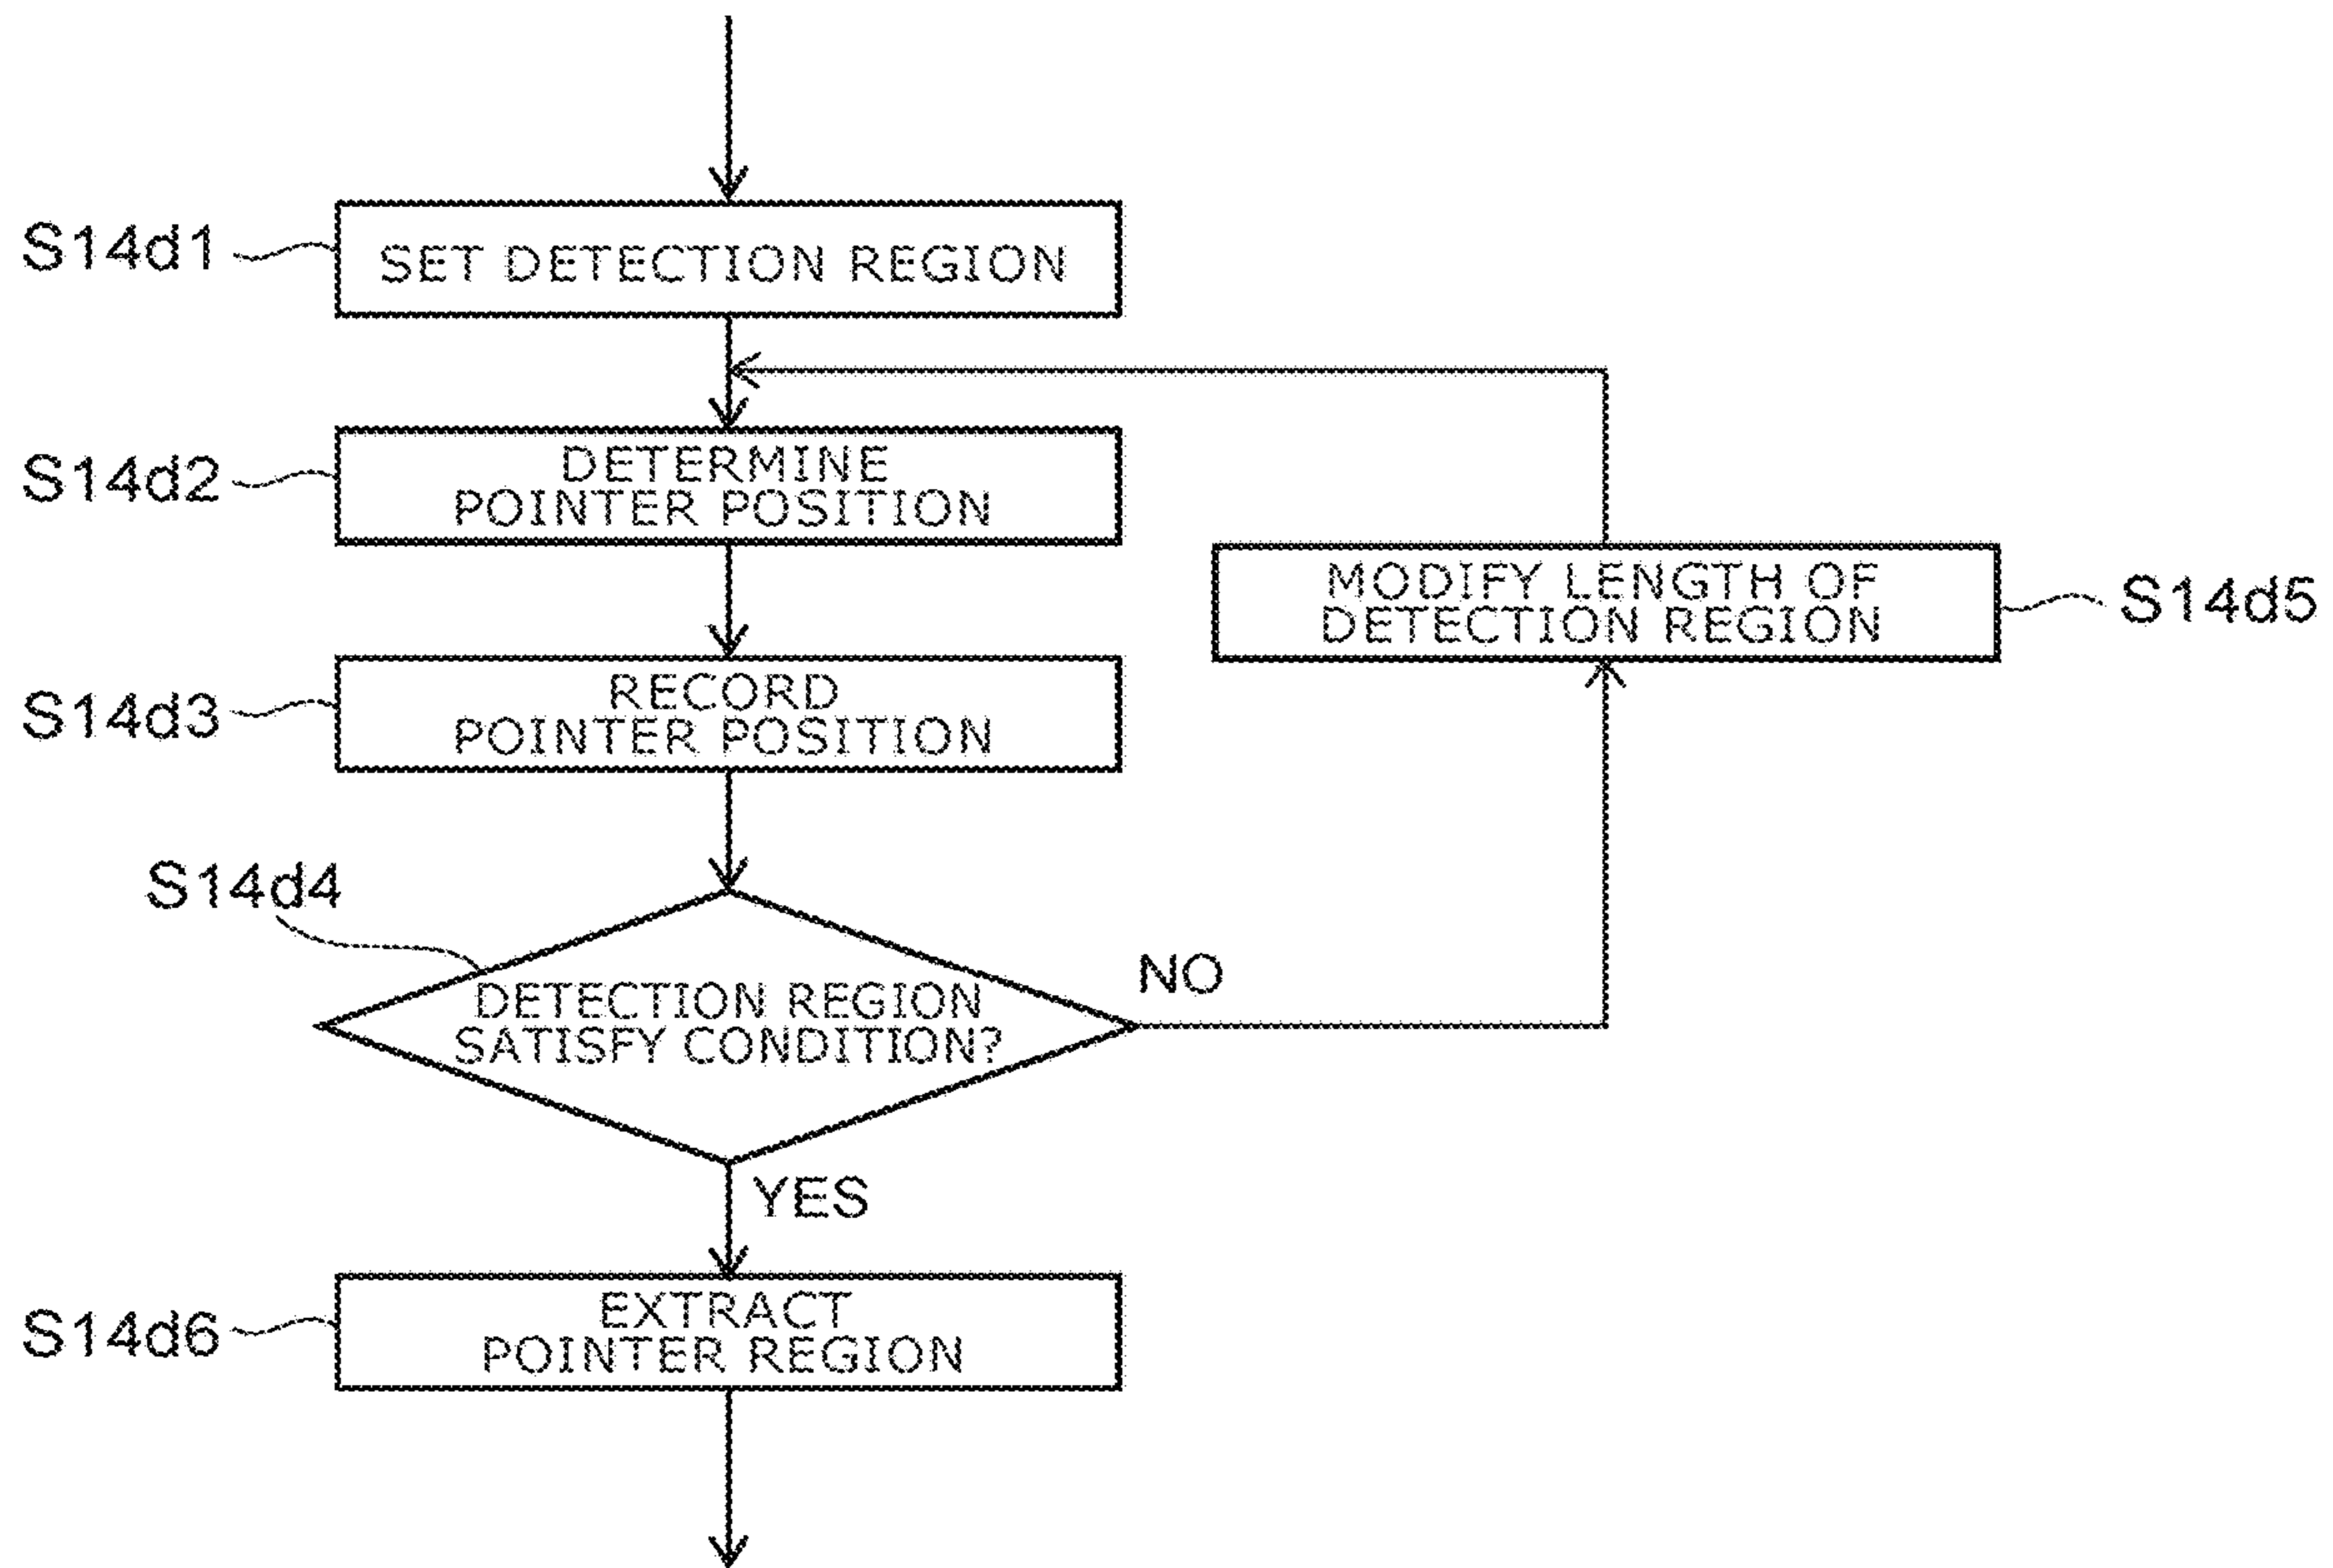 S14d1
SET DETECTION REGION
S14d2
DETERMINE
POINTER POSITION
MODIFY LENGTH OF
DETECTION REGION
S14d5
S14d3
RECORD
POINTER POSITION
S14d4
DETECTION REGION
SATISFY CONDITION?
NO
YES
S14d6
EXTRACT
POINTER REGION